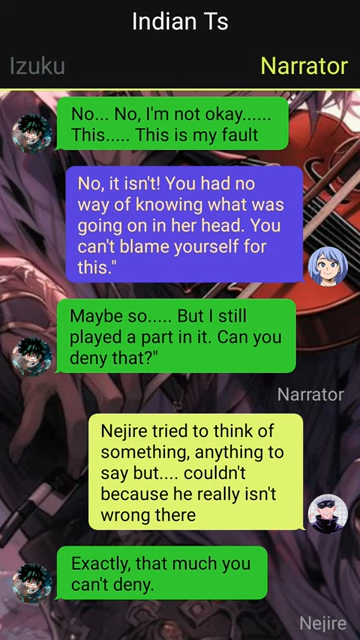 Indian Ts
Izuku
Narrator
No... No, I'm not okay......
This..... This is my fault
No, it isn't! You had no
way of knowing what was
going on in her head. You
can't blame yourself for
this."
Maybe so..... But I still
played a part in it. Can you
deny that?"
Narrator
Nejire tried to think of
something, anything to
say but.... couldn't
because he really isn't
wrong there
Exactly, that much you
can't deny.
Nejire